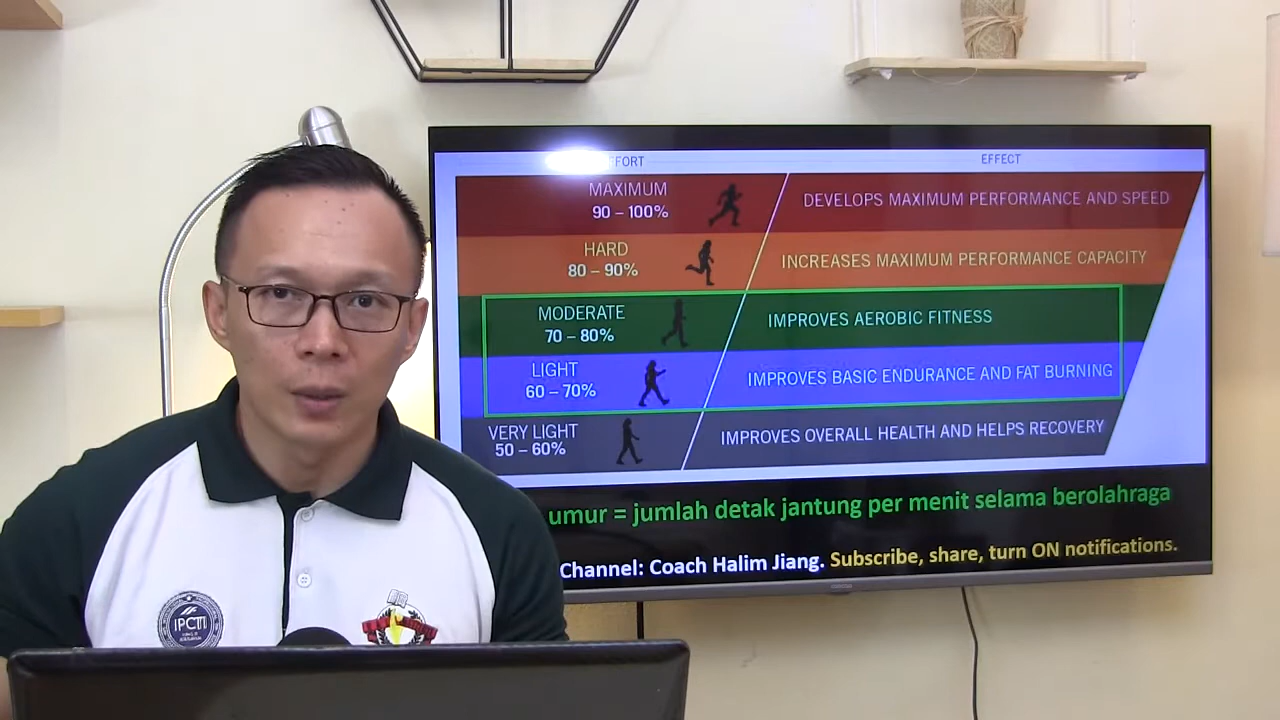 EFFECT
MAXIMUM
90 – 100%
DEVELOPS MAXIMUM PERFORMANCE AND SPEED
HARD
80 – 90%
INCREASES MAXIMUM PERFORMANCE CAPACITY
MODERATE
70 – 80%
IMPROVES AEROBIC FITNESS
LIGHT
60 – 70%
IMPROVES BASIC ENDURANCE AND FAT BURNING
VERY LIGHT
50 – 60%
IMPROVES OVERALL HEALTH AND HELPS RECOVERY
umur = jumlah detak jantung per menit selama berolahraga
Channel: Coach Halim Jiang. Subscribe, share, turn ON notifications.
IPCTI